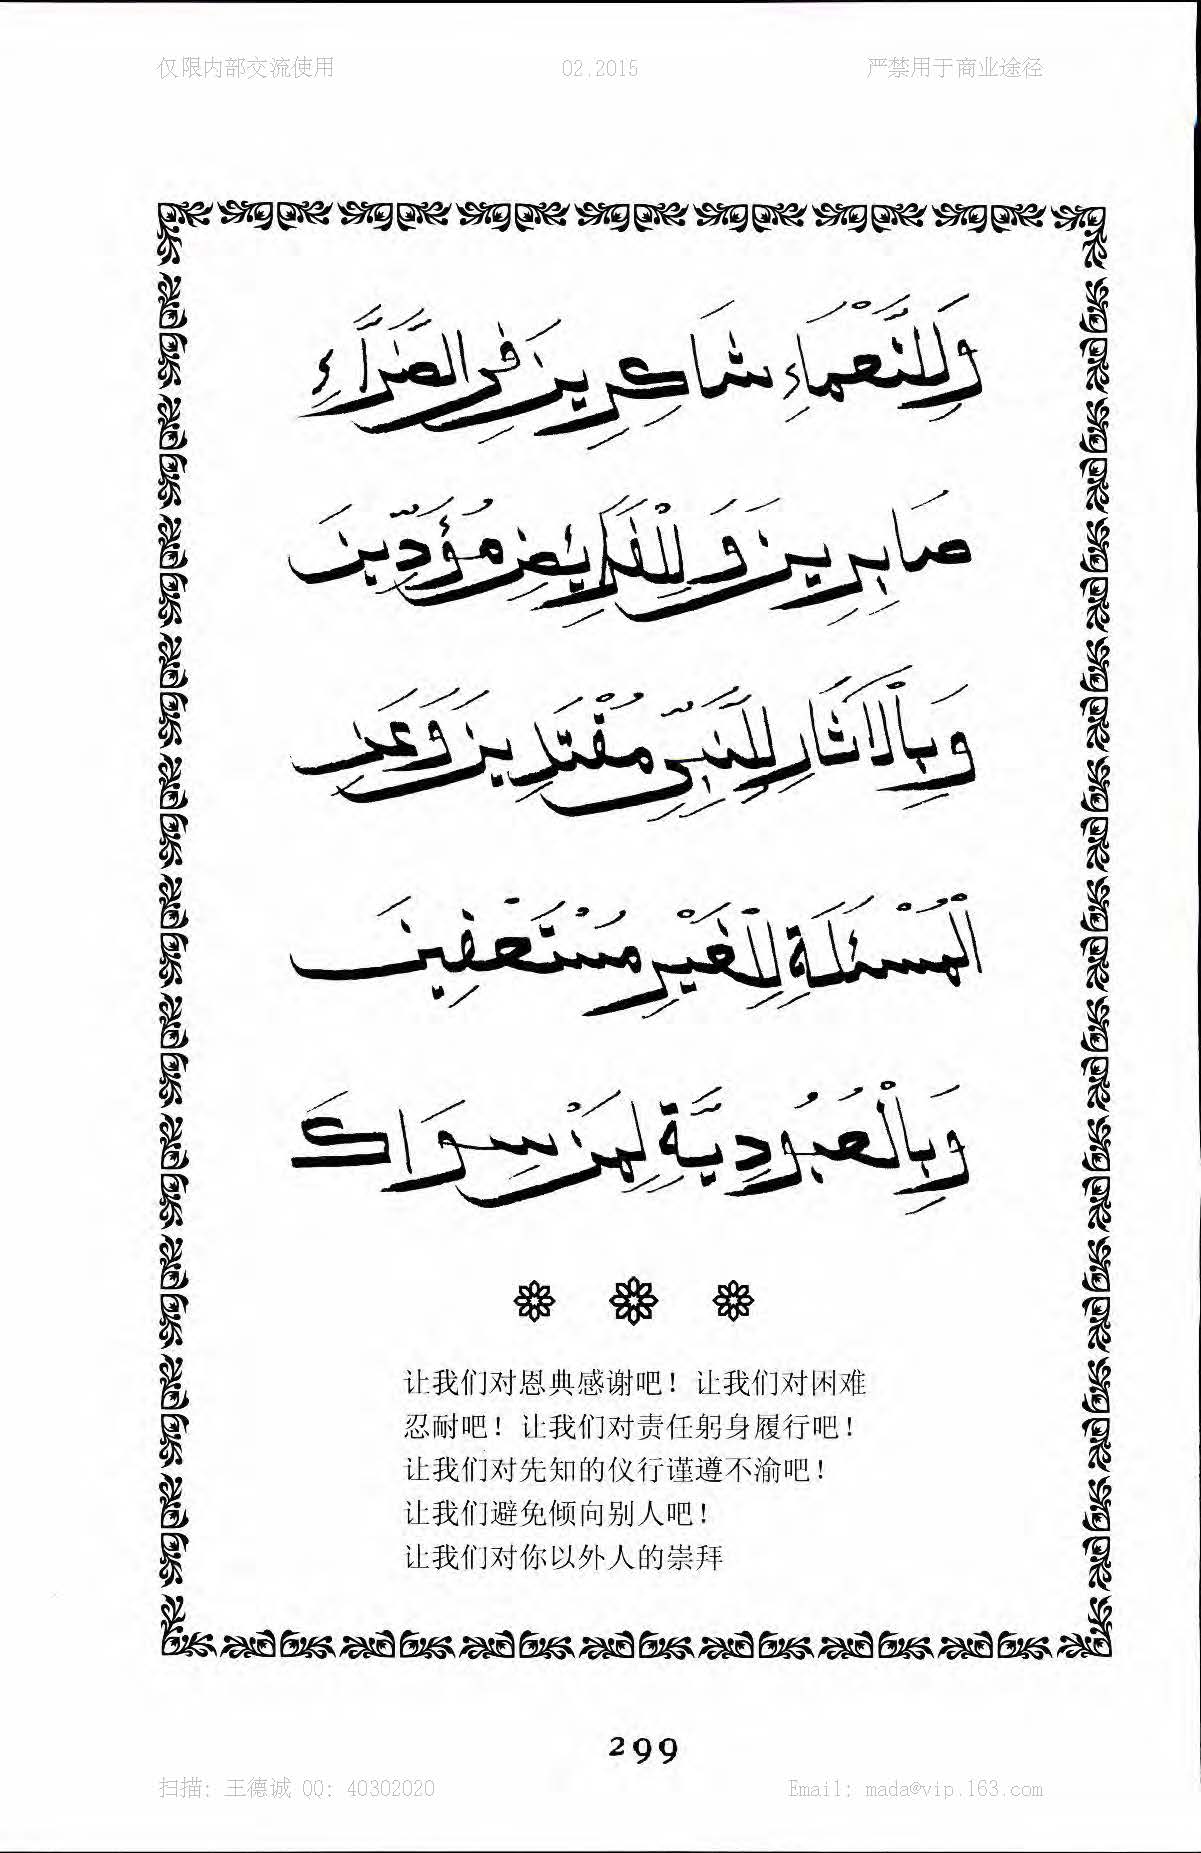 仅限内部交流使用 02.2015 严禁用于商业途径
وَلِلنَّعْمَاءِ شَاكِرِينَ فِي الضَّرَّاءِ
صَابِرِينَ وَلِلْفَرَائِضِ مُؤَدِّينَ
وَبِالْاَثَارِ لِلنَّبِيِّ مُقْتَدِينَ وَعَنِ
الْمُسْئَلَةِ لِلْغَيْرِ مُسْتَعْفِينَ
وَبِالْعُبُودِيَّةِ لِمَنْ سِوَاكَ
让我们对恩典感谢吧！让我们对困难
忍耐吧！让我们对责任躬身履行吧！
让我们对先知的仪行谨遵不渝吧！
让我们避免倾向别人吧！
让我们对你以外人的崇拜
299
扫描：王德诚 QQ：40302020 Email: mada@vip.163.com